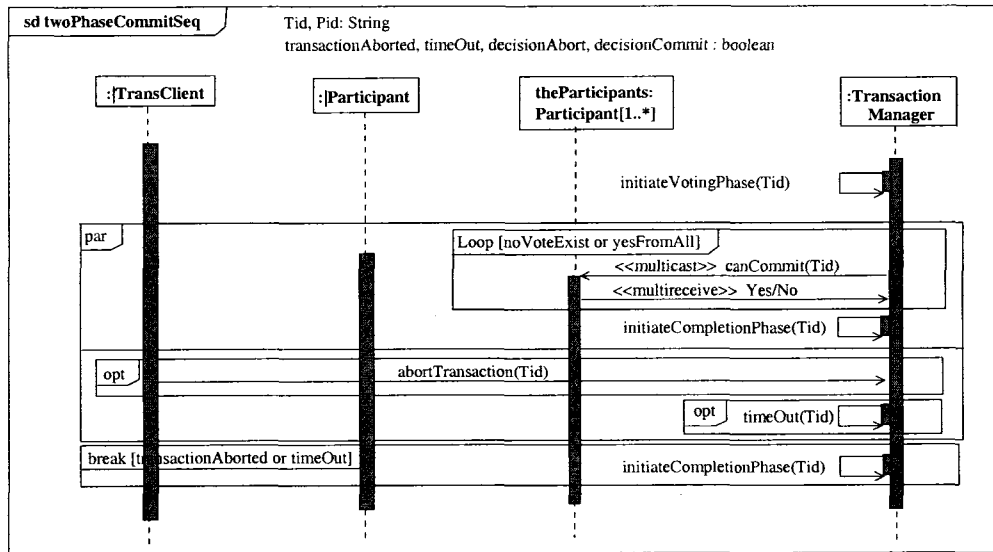 sd twoPhaseCommitSeq
Tid, Pid: String
transactionAborted, timeOut, decisionAbort, decisionCommit : boolean
:|TransClient
:|Participant
theParticipants:
Participant[1..*]
:Transaction
Manager
initiateVotingPhase(Tid)
par
Loop [noVoteExist or yesFromAll]
<<multicast>> canCommit(Tid)
<<multireceive>> Yes/No
initiateCompletionPhase(Tid)
opt
abortTransaction(Tid)
opt
timeOut(Tid)
break [transactionAborted or timeOut]
initiateCompletionPhase(Tid)